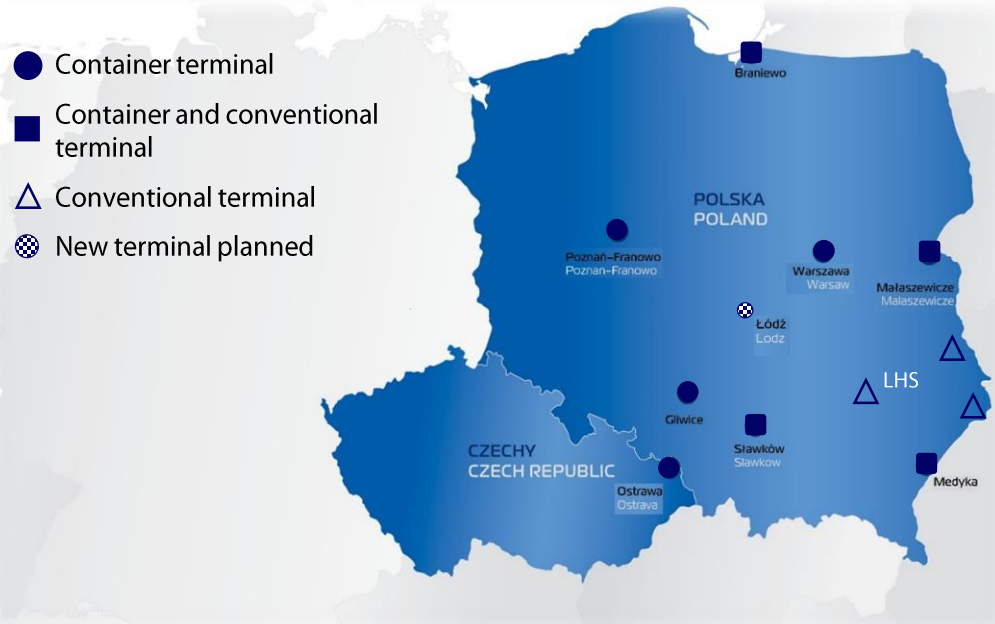 Container terminal
Container and conventional
terminal
Conventional terminal
New terminal planned
Braniewo
POLSKA
POLAND
Poznań-Franowo
Poznan-Franowo
Warszawa
Warsaw
Małaszewicze
Malaszewicze
Łódź
Lodz
LHS
Gliwice
Sławków
Slawkow
CZECHY
CZECH REPUBLIC
Ostrawa
Ostrava
Medyka